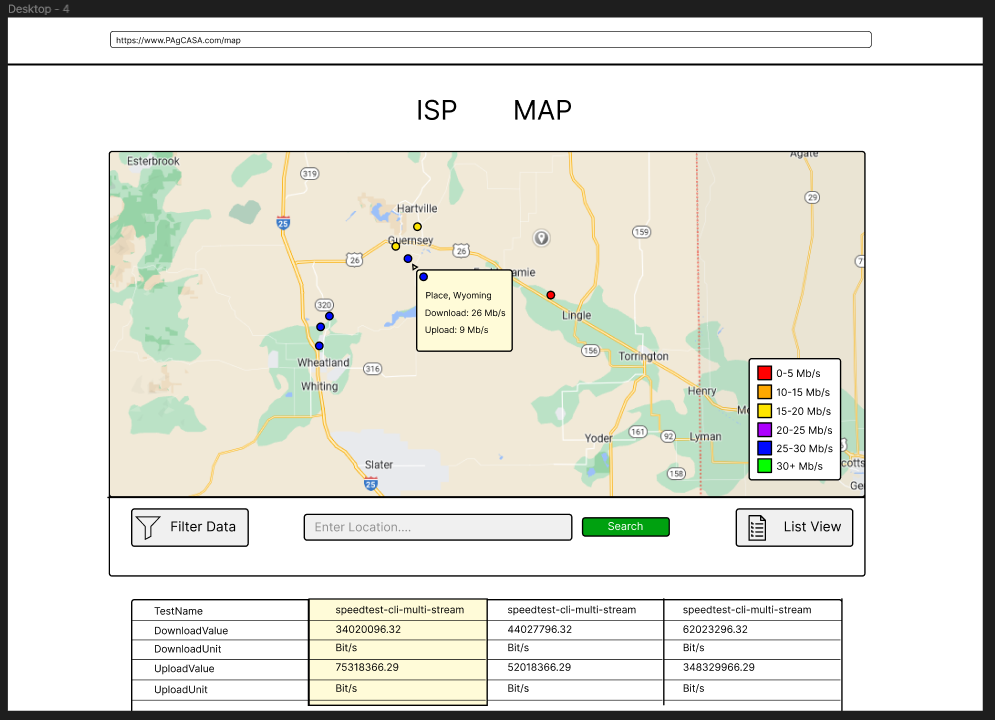 Desktop - 4
https://www.PAgCASA.com/map
ISP MAP
Esterbrook
Agate
319
29
Hartville
25
159
Guernsey
26
26
7
amie
Place, Wyoming
Download: 26 Mb/s
Upload: 9 Mb/s
320
Lingle
156
Torrington
Wheatland
316
Whiting
Henry
0-5 Mb/s
10-15 Mb/s
15-20 Mb/s
20-25 Mb/s
25-30 Mb/s
30+ Mb/s
Yoder
161
92
Lyman
Slater
158
cotts
25
Ge
Filter Data
Enter Location....
Search
List View
TestName speedtest-cli-multi-stream speedtest-cli-multi-stream speedtest-cli-multi-stream
DownloadValue 34020096.32 44027796.32 62023296.32
DownloadUnit Bit/s Bit/s Bit/s
UploadValue 75318366.29 52018366.29 348329966.29
UploadUnit Bit/s Bit/s Bit/s